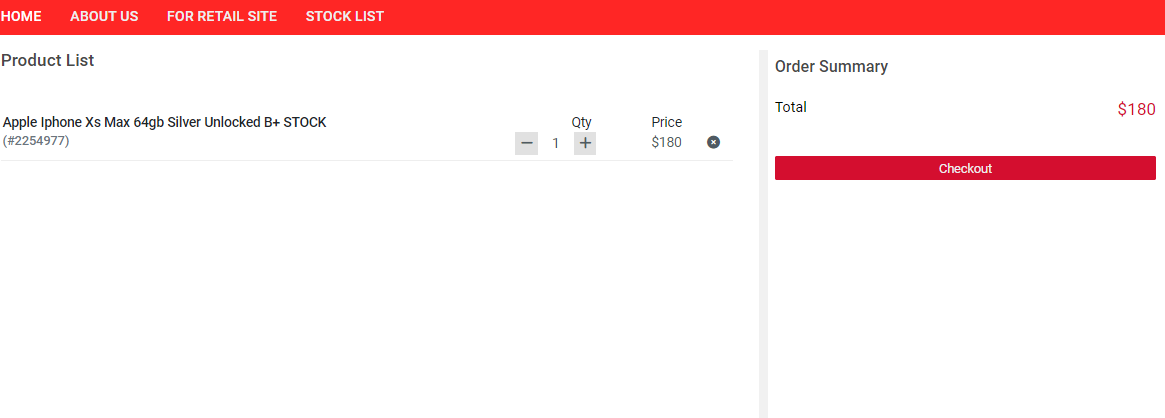 HOME ABOUT US FOR RETAIL SITE STOCK LIST
Product List
Apple Iphone Xs Max 64gb Silver Unlocked B+ STOCK
(#2254977)
Qty
1
Price
$180
Order Summary
Total $180
Checkout